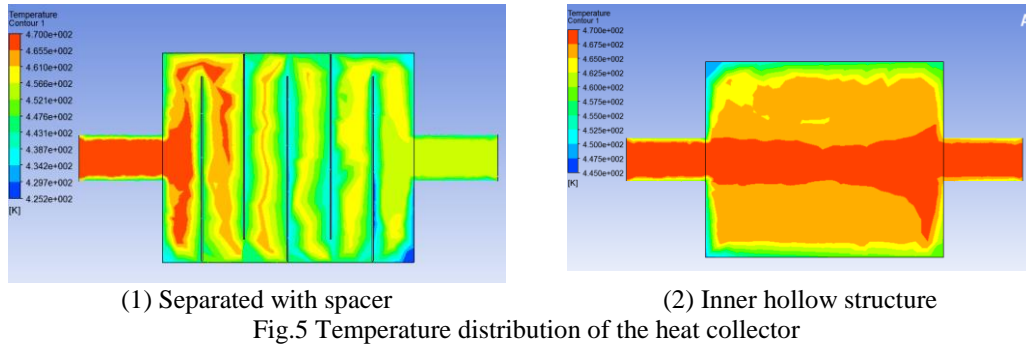 Temperature
Contour 1
4.700e+002
4.655e+002
4.610e+002
4.566e+002
4.521e+002
4.476e+002
4.431e+002
4.387e+002
4.342e+002
4.297e+002
4.252e+002
[K]
Temperature
Contour 1
4.700e+002
4.675e+002
4.650e+002
4.625e+002
4.600e+002
4.575e+002
4.550e+002
4.525e+002
4.500e+002
4.475e+002
4.450e+002
[K]
(1) Separated with spacer
(2) Inner hollow structure
Fig.5 Temperature distribution of the heat collector